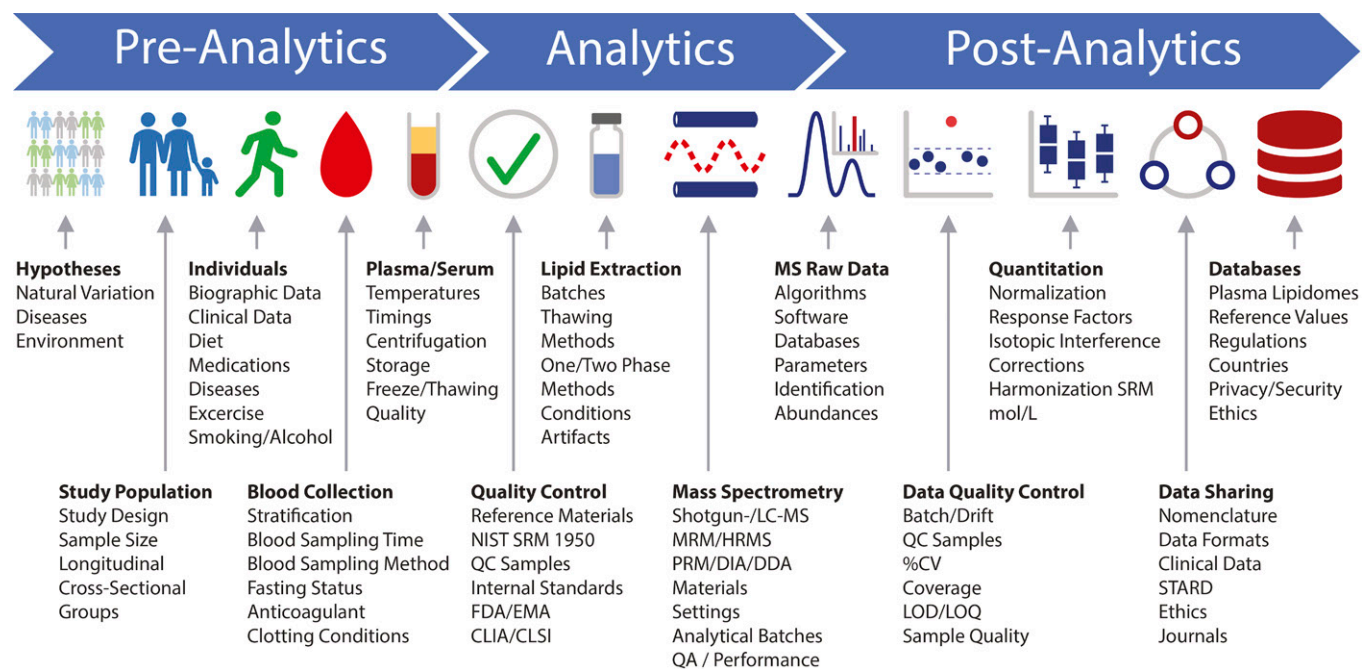 Pre-Analytics
Analytics
Post-Analytics
Hypotheses
Natural Variation
Diseases
Environment
Individuals
Biographic Data
Clinical Data
Diet
Medications
Diseases
Excercise
Smoking/Alcohol
Plasma/Serum
Temperatures
Timings
Centrifugation
Storage
Freeze/Thawing
Quality
Lipid Extraction
Batches
Thawing
Methods
One/Two Phase
Methods
Conditions
Artifacts
MS Raw Data
Algorithms
Software
Databases
Parameters
Identification
Abundances
Quantitation
Normalization
Response Factors
Isotopic Interference
Corrections
Harmonization SRM
mol/L
Databases
Plasma Lipidomes
Reference Values
Regulations
Countries
Privacy/Security
Ethics
Study Population
Study Design
Sample Size
Longitudinal
Cross-Sectional
Groups
Blood Collection
Stratification
Blood Sampling Time
Blood Sampling Method
Fasting Status
Anticoagulant
Clotting Conditions
Quality Control
Reference Materials
NIST SRM 1950
QC Samples
Internal Standards
FDA/EMA
CLIA/CLSI
Mass Spectrometry
Shotgun-/LC-MS
MRM/HRMS
PRM/DIA/DDA
Materials
Settings
Analytical Batches
QA / Performance
Data Quality Control
Batch/Drift
QC Samples
%CV
Coverage
LOD/LOQ
Sample Quality
Data Sharing
Nomenclature
Data Formats
Clinical Data
STARD
Ethics
Journals